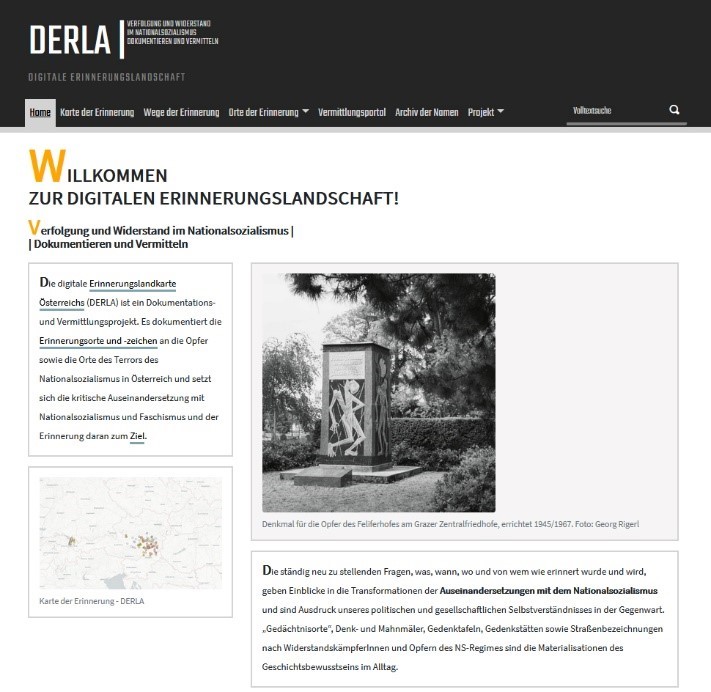 DERLA
VERFOLGUNG UND WIDERSTAND
IM NATIONALSOZIALISMUS
DOKUMENTIEREN UND VERMITTELN
DIGITALE ERINNERUNGSLANDSCHAFT
Home Karte der Erinnerung Wege der Erinnerung Orte der Erinnerung Vermittlungsportal Archiv der Namen Projekt Volltextsuche
WILLKOMMEN
ZUR DIGITALEN ERINNERUNGSLANDSCHAFT!
Verfolgung und Widerstand im Nationalsozialismus |
| Dokumentieren und Vermitteln
Die digitale Erinnerungslandkarte
Österreichs (DERLA) ist ein Dokumentations-
und Vermittlungsprojekt. Es dokumentiert die
Erinnerungsorte und -zeichen an die Opfer
sowie die Orte des Terrors des
Nationalsozialismus in Österreich und setzt
sich die kritische Auseinandersetzung mit
Nationalsozialismus und Faschismus und der
Erinnerung daran zum Ziel.
Karte der Erinnerung - DERLA
Denkmal für die Opfer des Feliferhofes am Grazer Zentralfriedhofe, errichtet 1945/1967. Foto: Georg Rigerl
Die ständig neu zu stellenden Fragen, was, wann, wo und von wem wie erinnert wurde und wird,
geben Einblicke in die Transformationen der Auseinandersetzungen mit dem Nationalsozialismus
und sind Ausdruck unseres politischen und gesellschaftlichen Selbstverständnisses in der Gegenwart.
„Gedächtnisorte", Denk- und Mahnmäler, Gedenktafeln, Gedenkstätten sowie Straßenbezeichnungen
nach WiderstandskämpferInnen und Opfern des NS-Regimes sind die Materialisationen des
Geschichtsbewusstseins im Alltag.